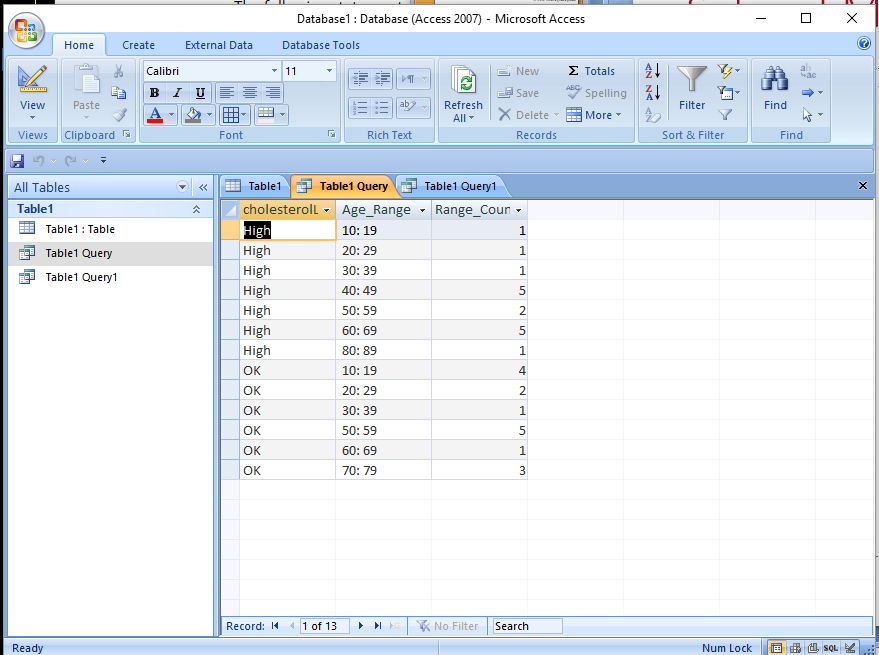 Database1 : Database (Access 2007) - Microsoft Access
Home Create External Data Database Tools
View
Views
Paste
Clipboard
Calibri 11
B I U
A
Font
Rich Text
Refresh
All
New
Save
Delete
Σ Totals
Spelling
More
Records
Filter
Sort & Filter
Find
Find
All Tables
Table1
Table1 : Table
Table1 Query
Table1 Query1
Table1 Table1 Query Table1 Query1
cholesterolL Age_Range Range_Coun
High 10: 19 1
High 20: 29 1
High 30: 39 1
High 40: 49 5
High 50: 59 2
High 60: 69 5
High 80: 89 1
OK 10: 19 4
OK 20: 29 2
OK 30: 39 1
OK 50: 59 5
OK 60: 69 1
OK 70: 79 3
Record: 1 of 13 No Filter Search
Ready Num Lock SQL